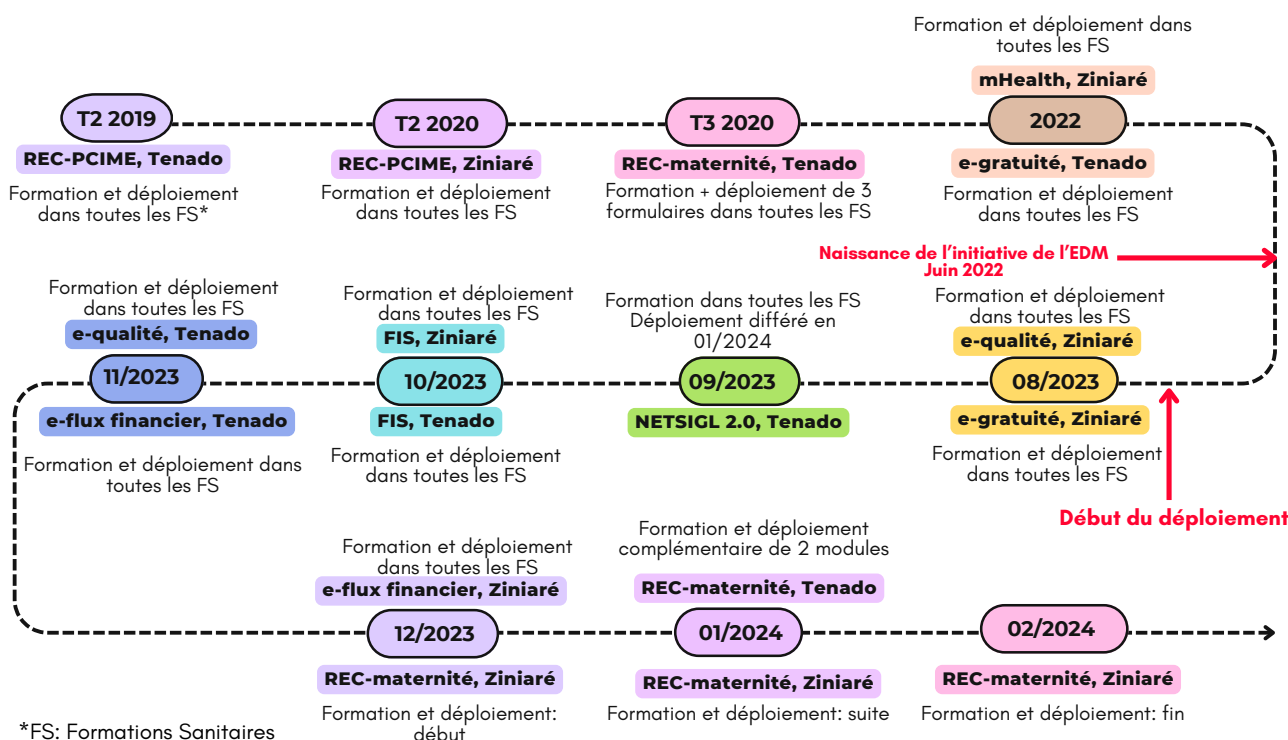 T2 2019
REC-PCIME, Tenado
Formation et déploiement
dans toutes les FS*
T2 2020
REC-PCIME, Ziniaré
Formation et déploiement
dans toutes les FS
T3 2020
REC-maternité, Tenado
Formation + déploiement de 3
formulaires dans toutes les FS
Formation et déploiement dans
toutes les FS
mHealth, Ziniaré
2022
e-gratuité, Tenado
Formation et déploiement
dans toutes les FS
Naissance de l’initiative de l’EDM
Juin 2022
Formation et déploiement
dans toutes les FS
e-qualité, Ziniaré
08/2023
e-gratuité, Ziniaré
Formation et déploiement
dans toutes les FS
Début du déploiement
Formation dans toutes les FS
Déploiement différé en
01/2024
09/2023
NETSIGL 2.0, Tenado
Formation et déploiement
dans toutes les FS
FIS, Ziniaré
10/2023
FIS, Tenado
Formation et déploiement
dans toutes les FS
Formation et déploiement
dans toutes les FS
e-qualité, Tenado
11/2023
e-flux financier, Tenado
Formation et déploiement dans
toutes les FS
Formation et déploiement
dans toutes les FS
e-flux financier, Ziniaré
12/2023
REC-maternité, Ziniaré
Formation et déploiement:
début
Formation et déploiement
complémentaire de 2 modules
REC-maternité, Tenado
01/2024
REC-maternité, Ziniaré
Formation et déploiement: suite
02/2024
REC-maternité, Ziniaré
Formation et déploiement: fin
*FS: Formations Sanitaires